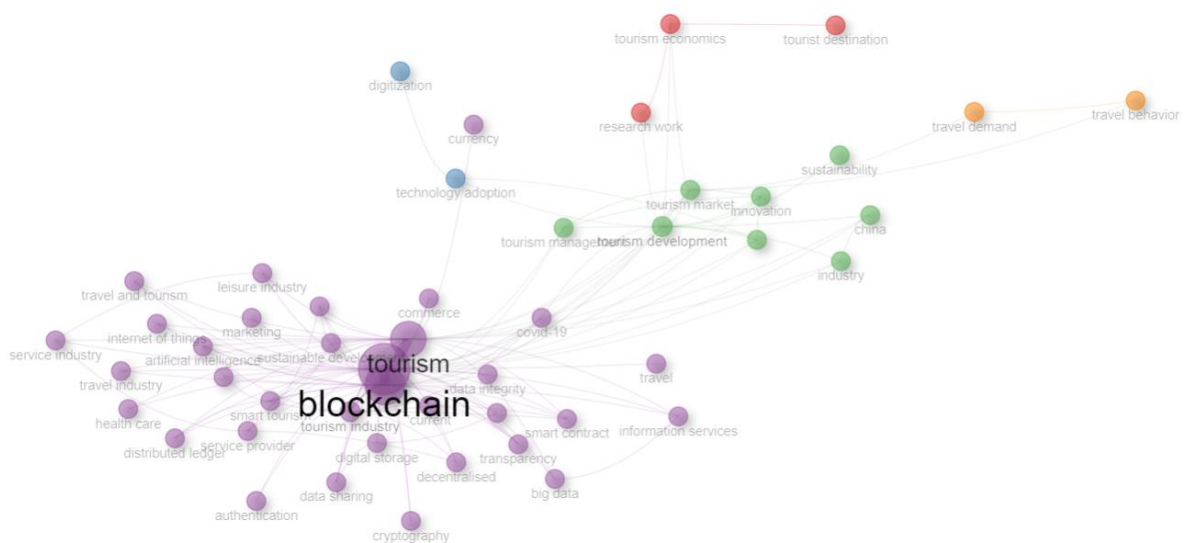 tourism economics
tourist destination
digitization
travel behavior
research work
travel demand
currency
sustainability
technology adoption
tourism market
innovation
china
tourism management
tourism development
industry
leisure industry
travel and tourism
commerce
marketing
internet of things
covid-19
service industry
artificial intelligence
tourism
travel
travel industry
data integrity
blockchain
smart tourism
current
health care
tourism industry
smart contract
information services
service provider
distributed ledger
digital storage
transparency
decentralised
data sharing
big data
authentication
cryptography